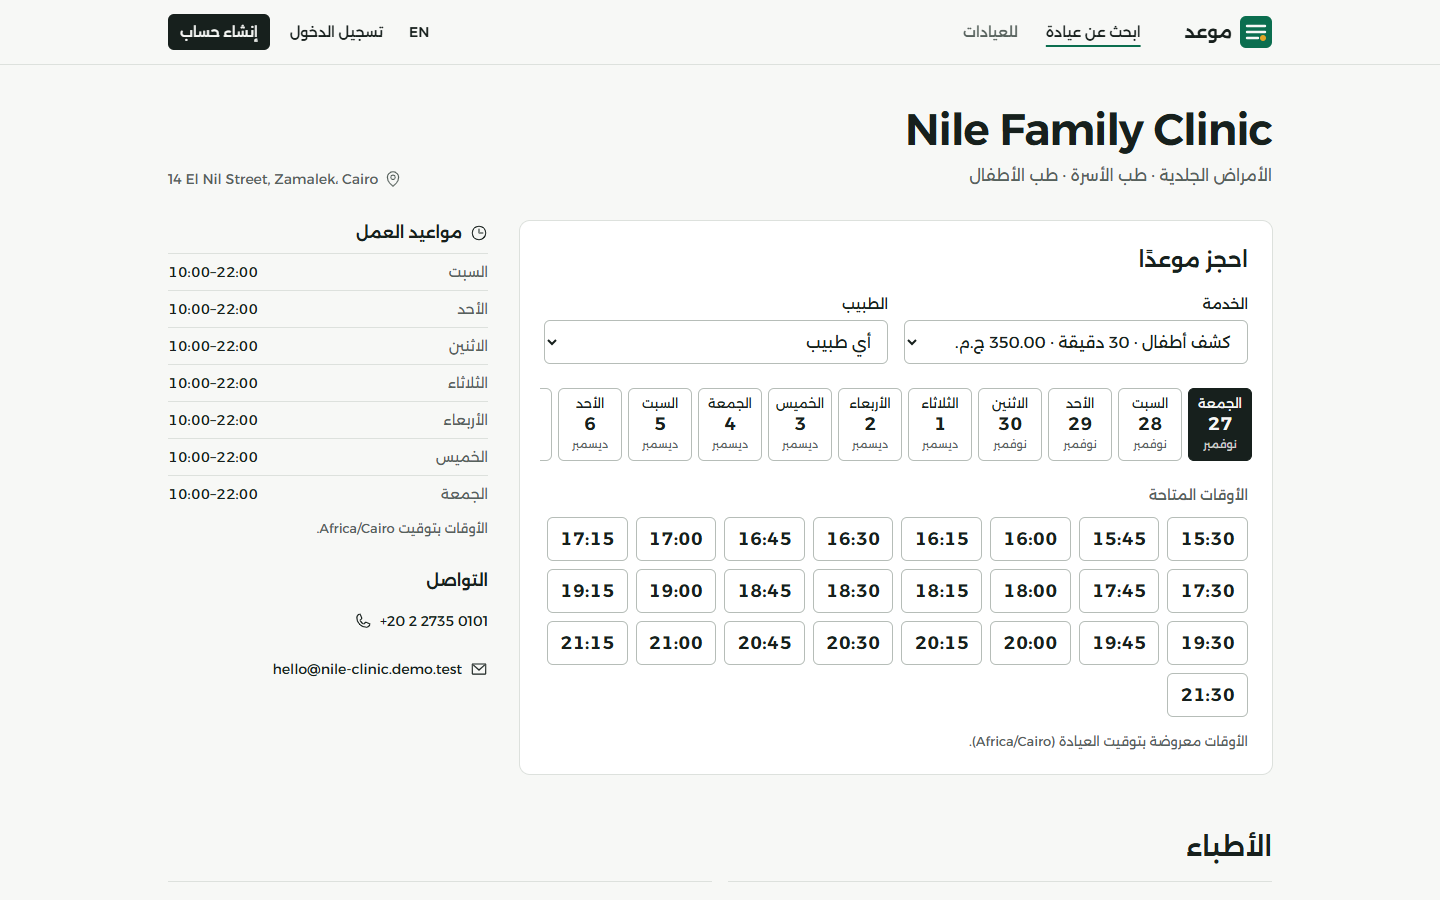 موعد
ابحث عن عيادة
للعيادات
EN
تسجيل الدخول
إنشاء حساب
Nile Family Clinic
الأمراض الجلدية · طب الأسرة · طب الأطفال
14 El Nil Street, Zamalek، Cairo
احجز موعدًا
الخدمة
الطبيب
كشف أطفال · 30 دقيقة · 350.00 ج.م.
أي طبيب
الجمعة 27 نوفمبر
السبت 28 نوفمبر
الأحد 29 نوفمبر
الاثنين 30 نوفمبر
الثلاثاء 1 ديسمبر
الأربعاء 2 ديسمبر
الخميس 3 ديسمبر
الجمعة 4 ديسمبر
السبت 5 ديسمبر
الأحد 6 ديسمبر
الأوقات المتاحة
15:30 15:45 16:00 16:15 16:30 16:45 17:00 17:15
17:30 17:45 18:00 18:15 18:30 18:45 19:00 19:15
19:30 19:45 20:00 20:15 20:30 20:45 21:00 21:15
21:30
الأوقات معروضة بتوقيت العيادة (Africa/Cairo).
مواعيد العمل
السبت 10:00–22:00
الأحد 10:00–22:00
الاثنين 10:00–22:00
الثلاثاء 10:00–22:00
الأربعاء 10:00–22:00
الخميس 10:00–22:00
الجمعة 10:00–22:00
الأوقات بتوقيت Africa/Cairo.
التواصل
+20 2 2735 0101
hello@nile-clinic.demo.test
الأطباء